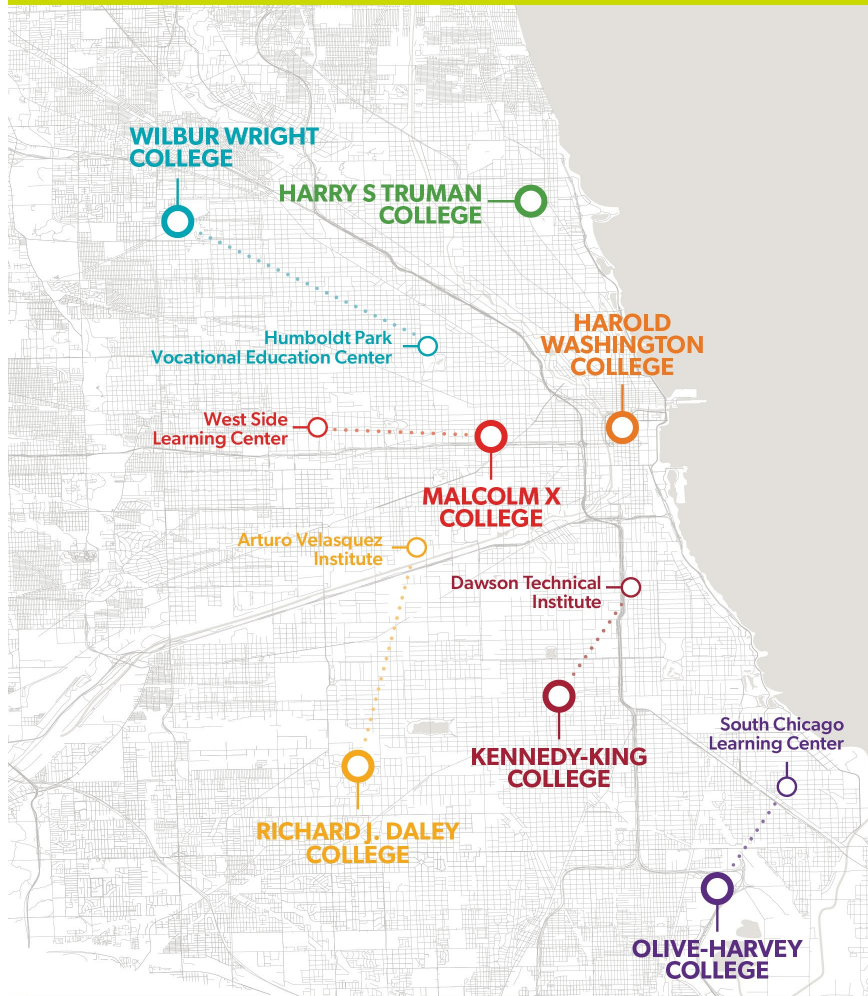 WILBUR WRIGHT
COLLEGE
HARRY S TRUMAN
COLLEGE
HAROLD
WASHINGTON
COLLEGE
Humboldt Park
Vocational Education Center
West Side
Learning Center
MALCOLM X
COLLEGE
Arturo Velasquez
Institute
Dawson Technical
Institute
South Chicago
Learning Center
KENNEDY-KING
COLLEGE
RICHARD J. DALEY
COLLEGE
OLIVE-HARVEY
COLLEGE